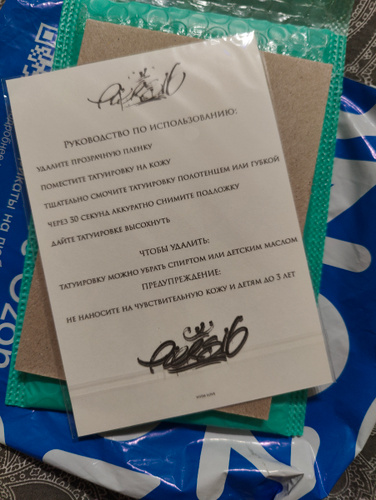 Руководство по использованию:
удалите прозрачную пленку
поместите татуировку на кожу
тщательно смочите татуировку полотенцем или губкой
через 30 секунд аккуратно снимите подложку
дайте татуировке высохнуть
чтобы удалить:
татуировку можно убрать спиртом или детским маслом
предупреждение:
не наносите на чувствительную кожу и детям до 3 лет
ozon